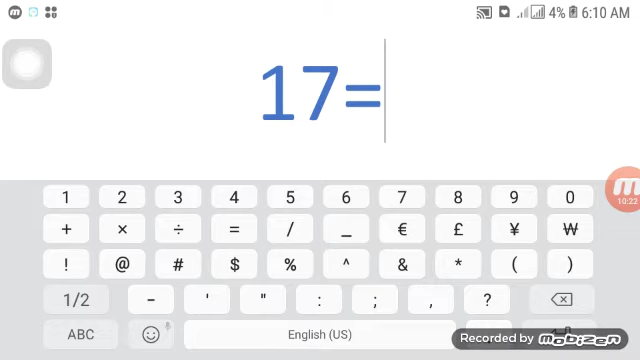 4% 6:10 AM
17=
1 2 3 4 5 6 7 8 9 0
10:22
+ × ÷ = / _ € £ ¥ ₩
! @ # $ % ^ & * ( )
1/2 - ' " : ; , ?
ABC English (US)
Recorded by mobizen